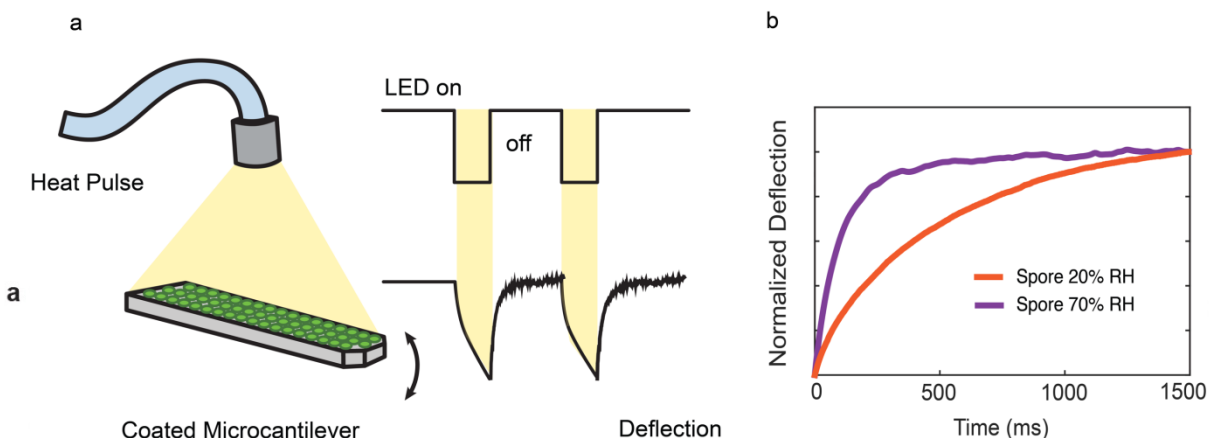 a
LED on
off
Heat Pulse
a
Coated Microcantilever
Deflection
b
Normalized Deflection
Spore 20% RH
Spore 70% RH
0
500
1000
1500
Time (ms)